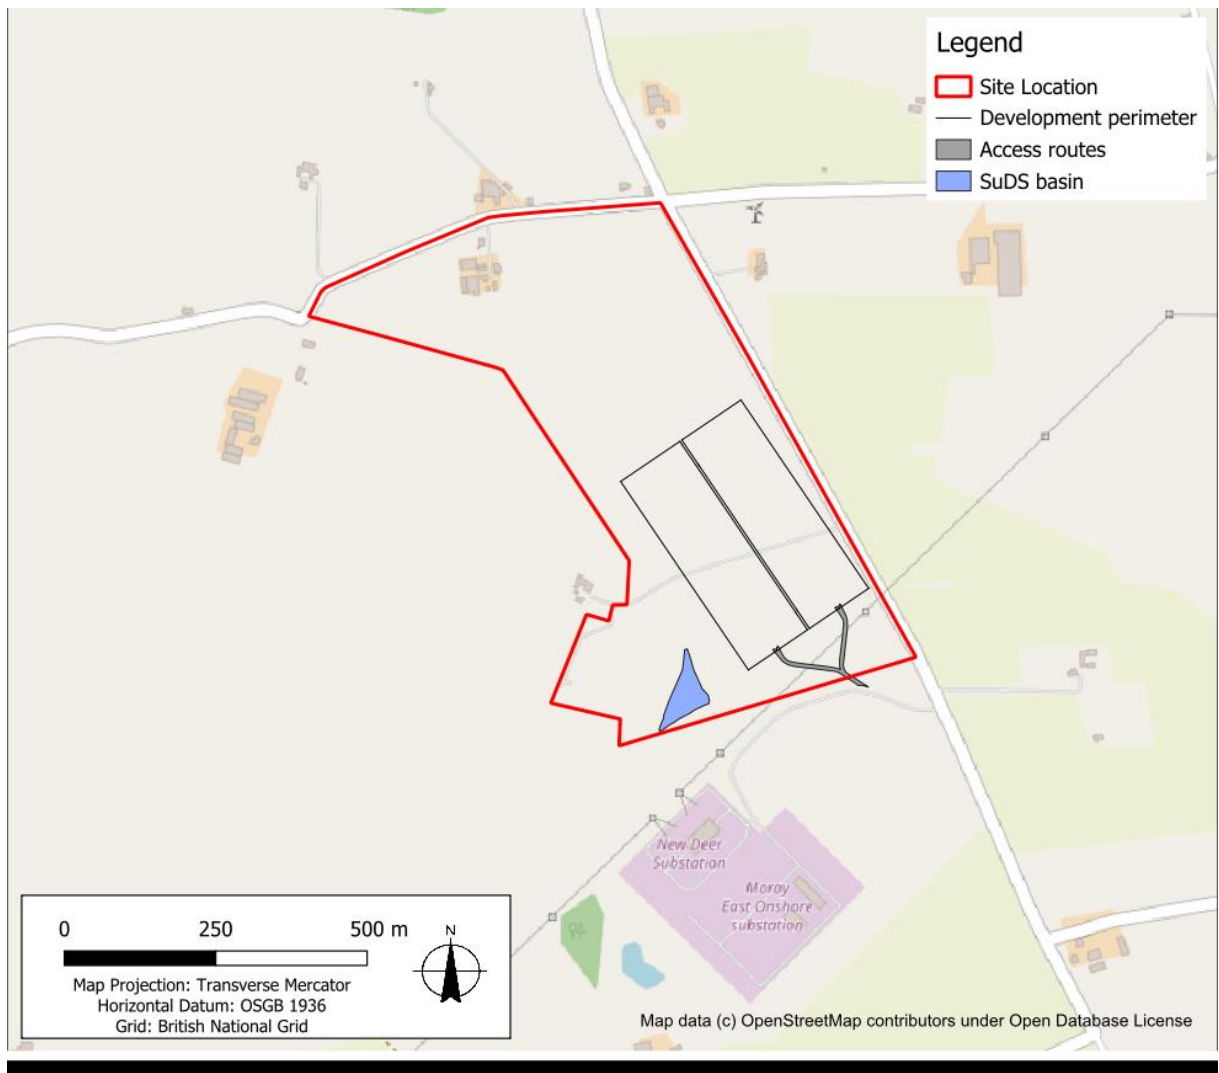 Legend
Site Location
Development perimeter
Access routes
SuDS basin
New Deer
Substation
Moray
East Onshore
substation
0 250 500 m
N
Map Projection: Transverse Mercator
Horizontal Datum: OSGB 1936
Grid: British National Grid
Map data (c) OpenStreetMap contributors under Open Database License